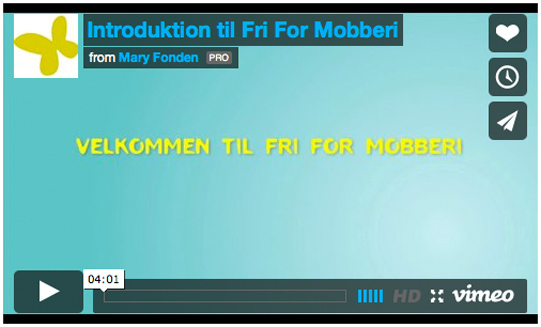 Introduktion til Fri For Mobberi
from Mary Fonden PRO
VELKOMMEN TIL FRI FOR MOBBERI
04:01
HD vimeo